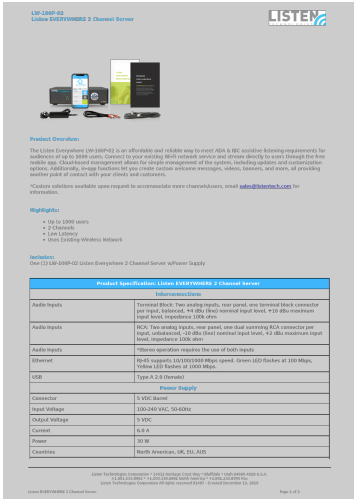 LW-100P-02
Listen EVERYWHERE 2 Channel Server
LISTEN
Product Overview:
The Listen Everywhere LW-100P-02 is an affordable and reliable way to meet ADA & IBC assistive listening requirements for
audiences of up to 1000 users. Connect to your existing Wi-Fi network service and stream directly to users through the free
mobile app. Cloud-based management allows for simple management of the system, including updates and customization
options. Additionally, in-app functions let you create custom welcome messages, videos, banners, and more, all providing
another point of contact with your clients and customers.
*Custom solutions available upon request to accommodate more channels/users, email sales@listentech.com for
information.
Highlights:
• Up to 1000 users
• 2 Channels
• Low Latency
• Uses Existing Wireless Network
Includes:
One (1) LW-100P-02 Listen Everywhere 2 Channel Server w/Power Supply
Product Specification: Listen EVERYWHERE 2 Channel Server
Interconnections
Audio Inputs
Terminal Block: Two analog inputs, rear panel, one terminal block connector
per input, balanced, +4 dBu (line) nominal input level, +16 dBu maximum
input level, impedance 100k ohm
Audio Inputs
RCA: Two analog inputs, rear panel, one dual summing RCA connector per
input, unbalanced, -10 dBu (line) nominal input level, +2 dBu maximum input
level, impedance 100k ohm
Audio Inputs
*Stereo operation requires the use of both inputs
Ethernet
RJ-45 supports 10/100/1000 Mbps speed. Green LED flashes at 100 Mbps,
Yellow LED flashes at 1000 Mbps.
USB
Type A 2.0 (female)
Power Supply
Connector
5 VDC Barrel
Input Voltage
100-240 VAC, 50-60Hz
Output Voltage
5 VDC
Current
6.0 A
Power
30 W
Countries
North American, UK, EU, AUS
Listen EVERYWHERE 2 Channel Server
Page 1 of 2